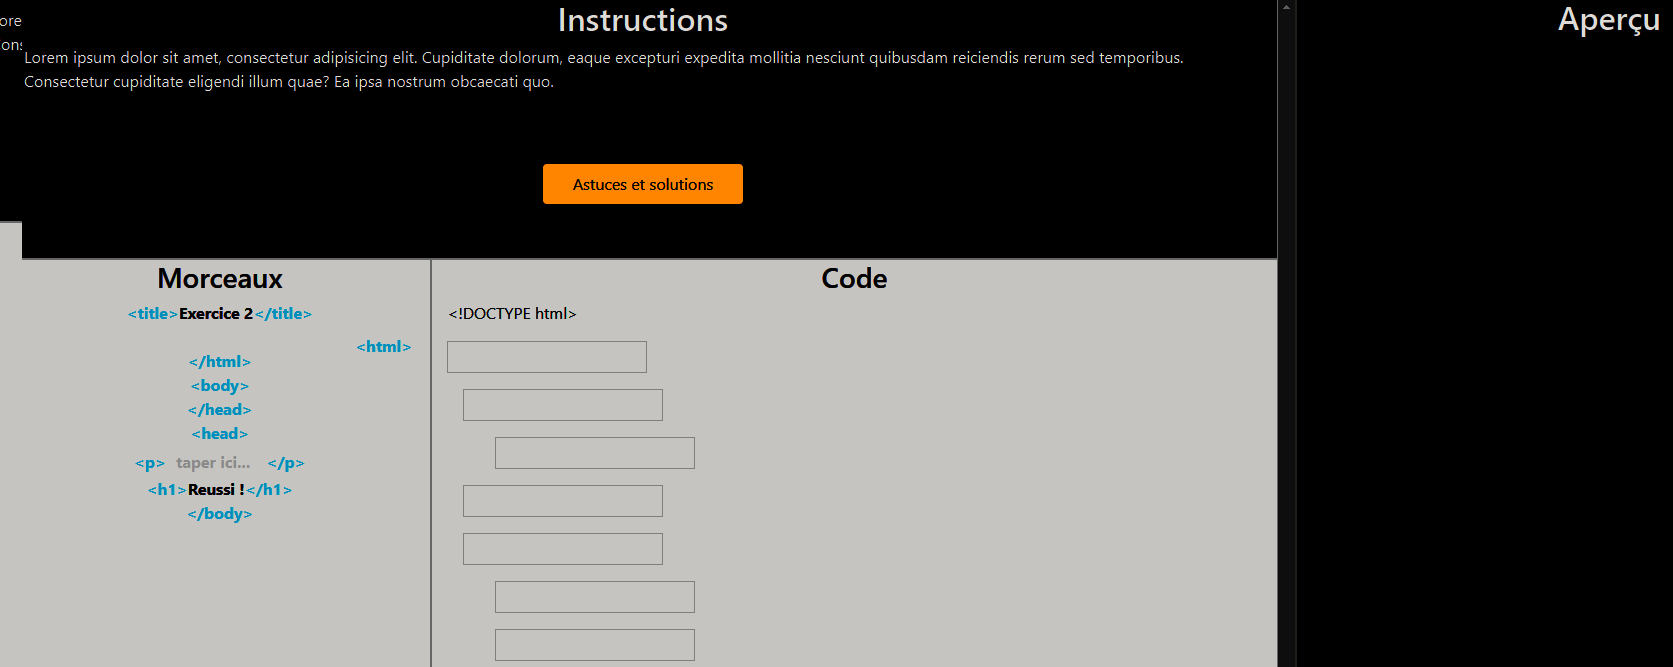 Instructions
Aperçu
ore
Lorem ipsum dolor sit amet, consectetur adipisicing elit. Cupiditate dolorum, eaque excepturi expedita mollitia nesciunt quibusdam reiciendis rerum sed temporibus.
Consectetur cupiditate eligendi illum quae? Ea ipsa nostrum obcaecati quo.
Astuces et solutions
Morceaux
<title>Exercice 2</title>
<html>
</html>
<body>
</head>
<head>
<p> taper ici... </p>
<h1>Reussi !</h1>
</body>
Code
<!DOCTYPE html>